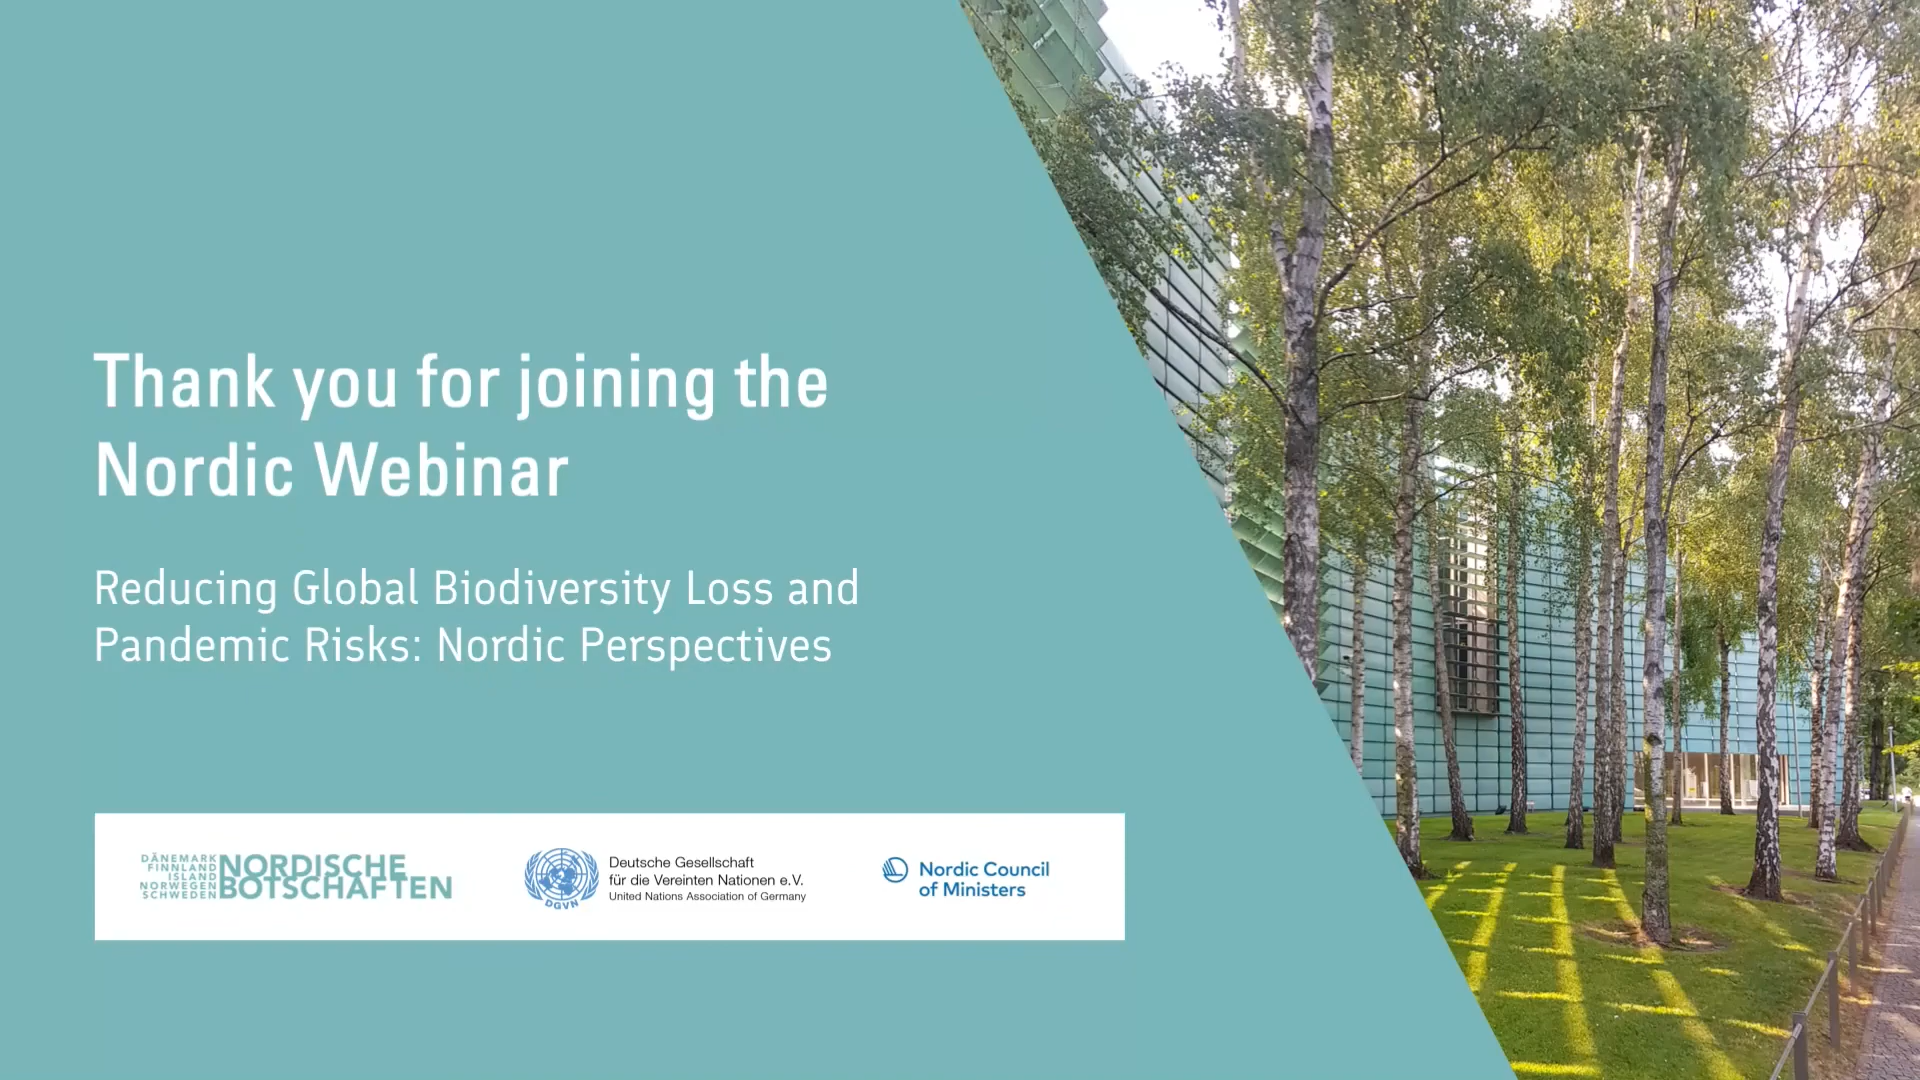 Thank you for joining the
Nordic Webinar
Reducing Global Biodiversity Loss and
Pandemic Risks: Nordic Perspectives
DÄNEMARK
FINNLAND
ISLAND
NORWEGEN
SCHWEDEN
NORDISCHE
BOTSCHAFTEN
DGVN
Deutsche Gesellschaft
für die Vereinten Nationen e.V.
United Nations Association of Germany
Nordic Council
of Ministers